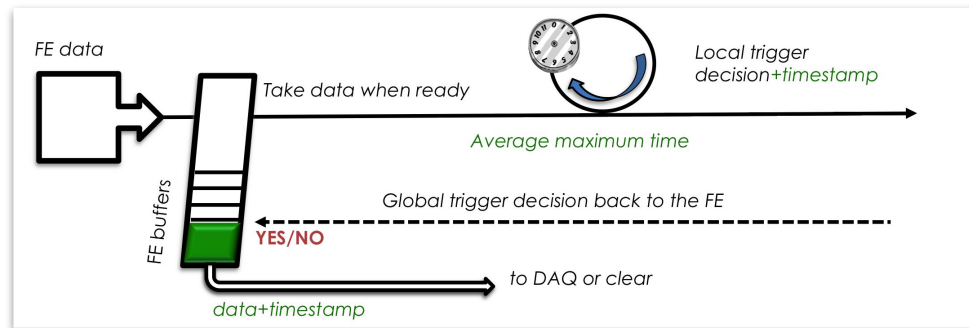 FE data
Take data when ready
Local trigger
decision+timestamp
Average maximum time
FE buffers
Global trigger decision back to the FE
YES/NO
to DAQ or clear
data+timestamp